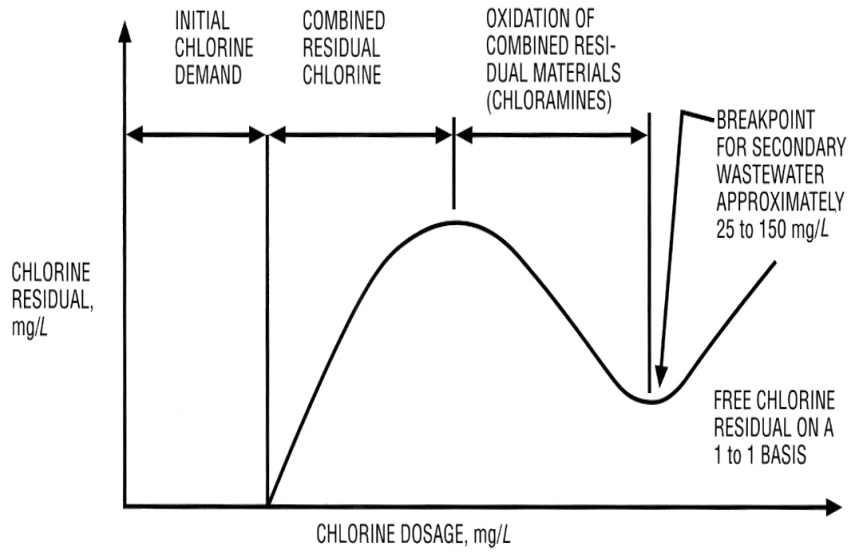 INITIAL
CHLORINE
DEMAND
COMBINED
RESIDUAL
CHLORINE
OXIDATION OF
COMBINED RESI-
DUAL MATERIALS
(CHLORAMINES)
BREAKPOINT
FOR SECONDARY
WASTEWATER
APPROXIMATELY
25 to 150 mg/L
CHLORINE
RESIDUAL,
mg/L
FREE CHLORINE
RESIDUAL ON A
1 to 1 BASIS
CHLORINE DOSAGE, mg/L